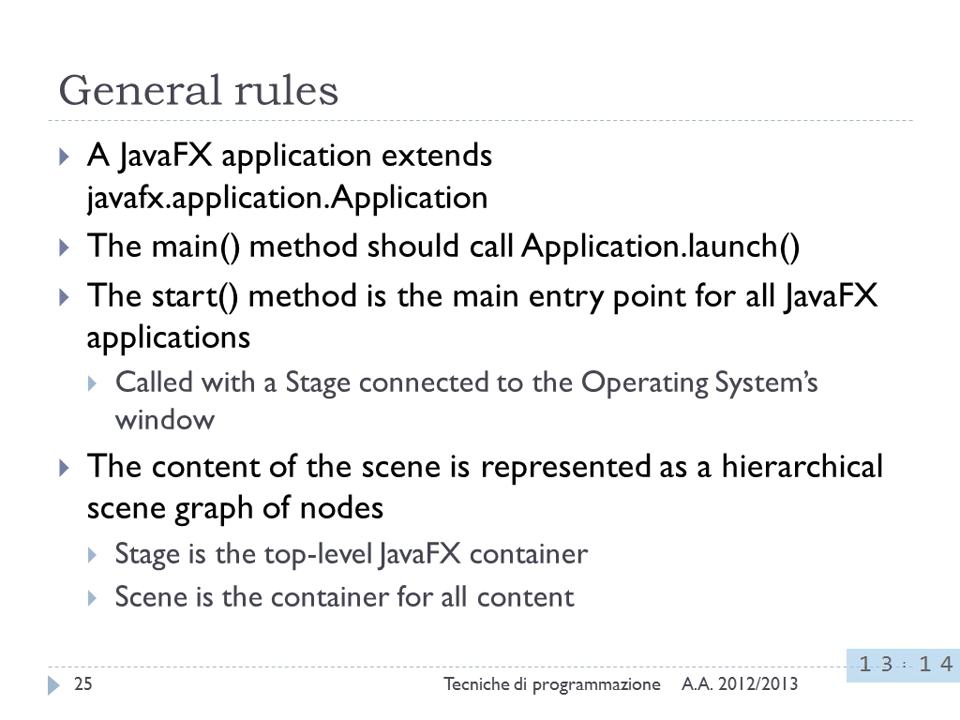 General rules
A JavaFX application extends
javafx.application.Application
The main() method should call Application.launch()
The start() method is the main entry point for all JavaFX
applications
Called with a Stage connected to the Operating System's
window
The content of the scene is represented as a hierarchical
scene graph of nodes
Stage is the top-level JavaFX container
Scene is the container for all content
13:14
25 Tecniche di programmazione A.A. 2012/2013